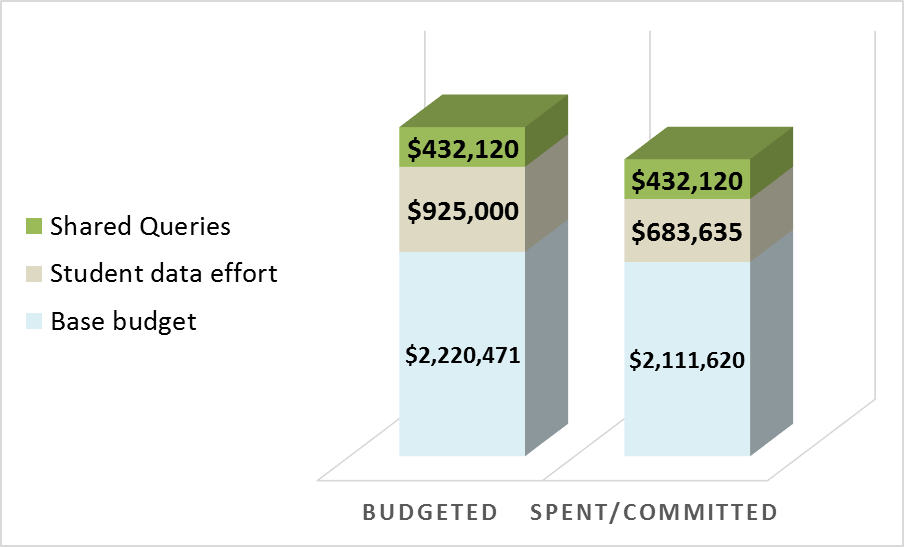 Shared Queries
Student data effort
Base budget
$432,120
$925,000
$2,220,471
$432,120
$683,635
$2,111,620
BUDGETED
SPENT/COMMITTED